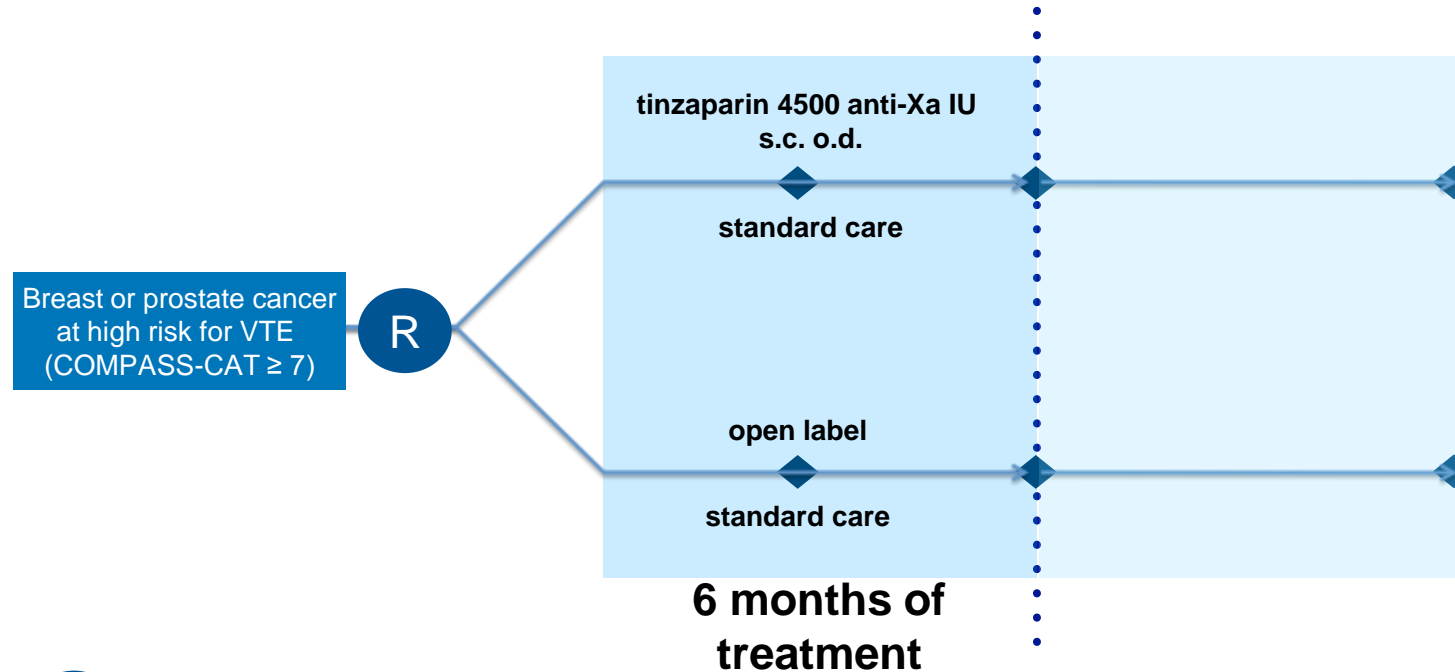 tinzaparin 4500 anti-Xa IU
s.c. o.d.
standard care
Breast or prostate cancer
at high risk for VTE
(COMPASS-CAT ≥ 7)
R
open label
standard care
6 months of
treatment